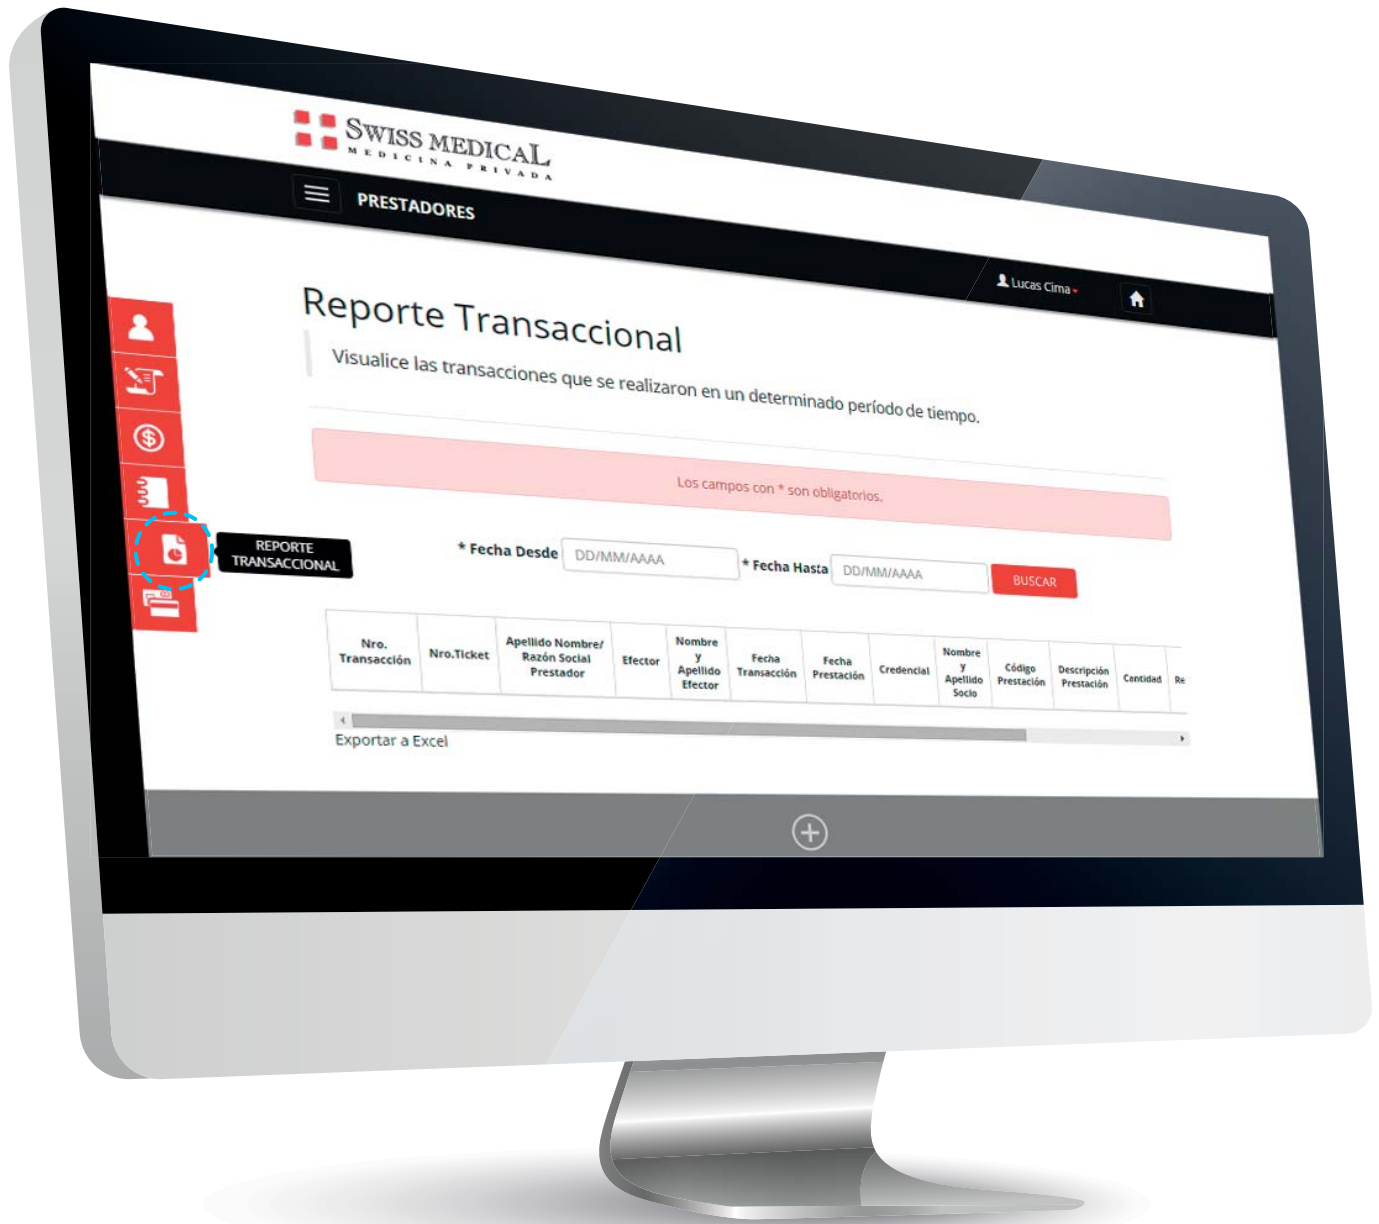 SWISS MEDICAL
MEDICINA PRIVADA
PRESTADORES
Lucas Cima
Reporte Transaccional
Visualice las transacciones que se realizaron en un determinado período de tiempo.
Los campos con * son obligatorios.
REPORTE
TRANSACCIONAL
* Fecha Desde DD/MM/AAAA * Fecha Hasta DD/MM/AAAA BUSCAR
Nro.
Transacción
Nro.Ticket
Apellido Nombre/
Razón Social
Prestador
Efector
Nombre
y
Apellido
Efector
Fecha
Transacción
Fecha
Prestación
Credencial
Nombre
y
Apellido
Socio
Código
Prestación
Descripción
Prestación
Cantidad
Re
Exportar a Excel